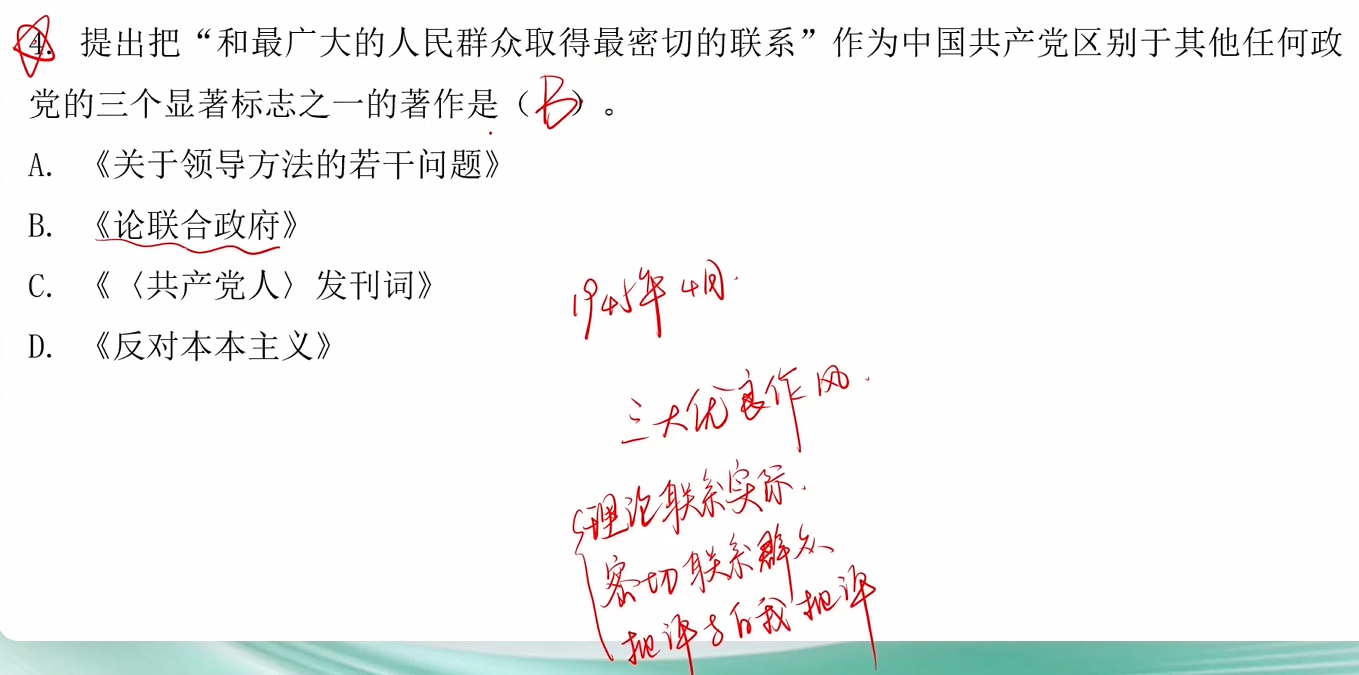 4. 提出把“和最广大的人民群众取得最密切的联系”作为中国共产党区别于其他任何政
党的三个显著标志之一的著作是（B）。
A. 《关于领导方法的若干问题》
B. 《论联合政府》
C. 《〈共产党人〉发刊词》
D. 《反对本本主义》
1945年4月.
三大优良作风.
理论联系实际.
密切联系群众
批评与自我批评